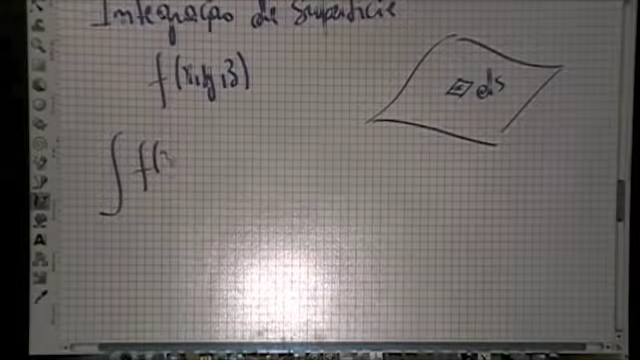 Integração de Superfície
f(x,y,z)
ds
∫ f(x
A